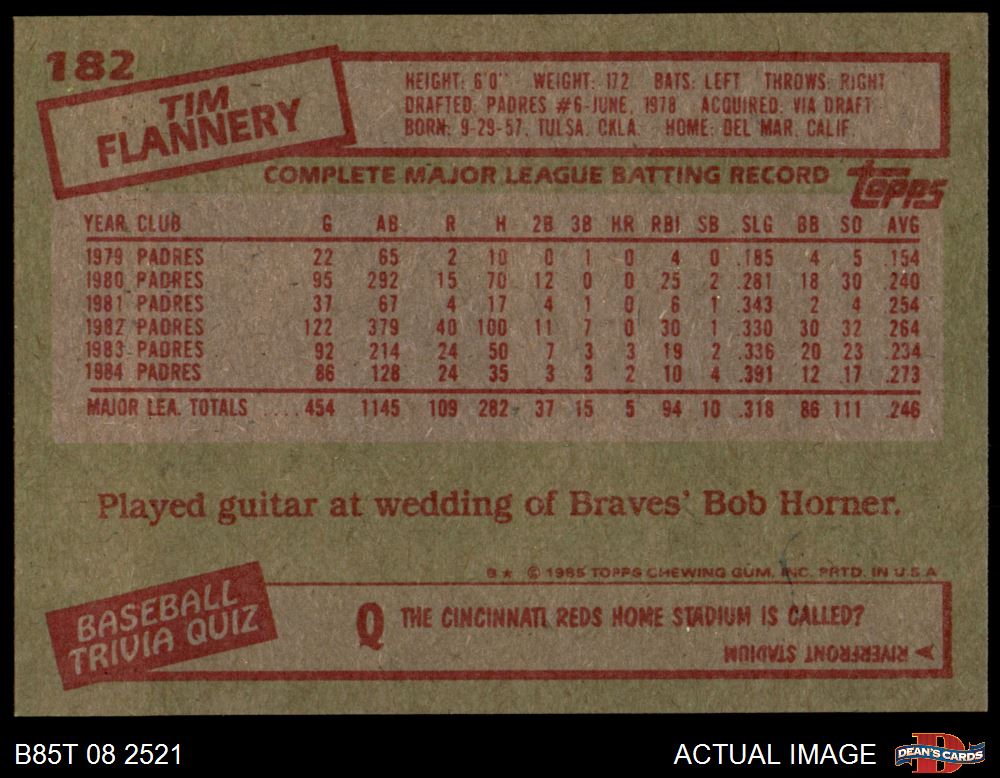 182
TIM
FLANNERY
HEIGHT: 6'0" WEIGHT: 172 BATS: LEFT THROWS: RIGHT
DRAFTED: PADRES #6-JUNE, 1978 ACQUIRED: VIA DRAFT
BORN: 9-29-57, TULSA, OKLA. HOME: DEL MAR, CALIF.
COMPLETE MAJOR LEAGUE BATTING RECORD topps
YEAR CLUB G AB R H 2B 3B HR RBI SB SLG BB SO AVG
1979 PADRES 22 65 2 10 0 1 0 4 0 .185 4 5 .154
1980 PADRES 95 292 15 70 12 0 0 25 2 .281 18 30 .240
1981 PADRES 37 67 4 17 4 1 0 6 1 .343 2 4 .254
1982 PADRES 122 379 40 100 11 7 0 30 1 .330 30 32 .264
1983 PADRES 92 214 24 50 7 3 3 19 2 .336 20 23 .234
1984 PADRES 86 128 24 35 3 3 2 10 4 .391 12 17 .273
MAJOR LEA. TOTALS .... 454 1145 109 282 37 15 5 94 10 .318 86 111 .246
Played guitar at wedding of Braves' Bob Horner.
B★ © 1985 TOPPS CHEWING GUM, INC. PRTD. IN U.S.A.
BASEBALL
TRIVIA QUIZ
Q THE CINCINNATI REDS HOME STADIUM IS CALLED?
A RIVERFRONT STADIUM
B85T 08 2521
ACTUAL IMAGE
DEAN'S CARDS